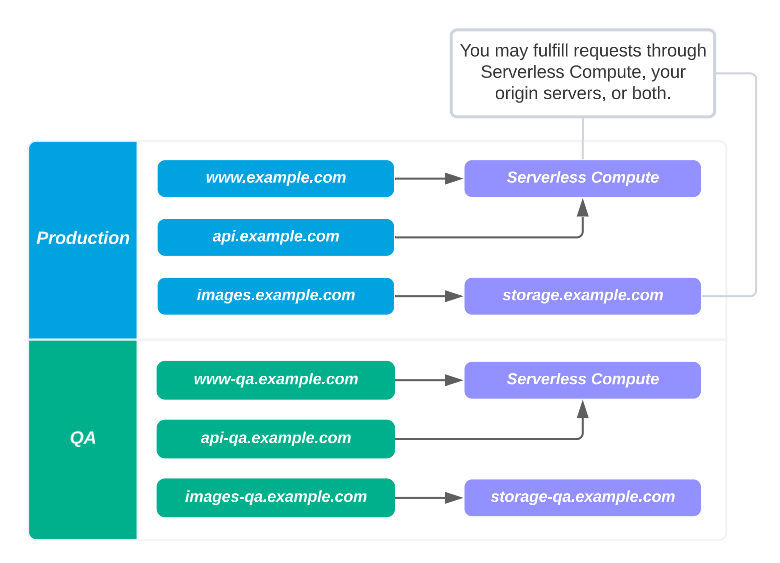 You may fulfill requests through
Serverless Compute, your
origin servers, or both.
Production
www.example.com
Serverless Compute
api.example.com
images.example.com
storage.example.com
QA
www-qa.example.com
Serverless Compute
api-qa.example.com
images-qa.example.com
storage-qa.example.com